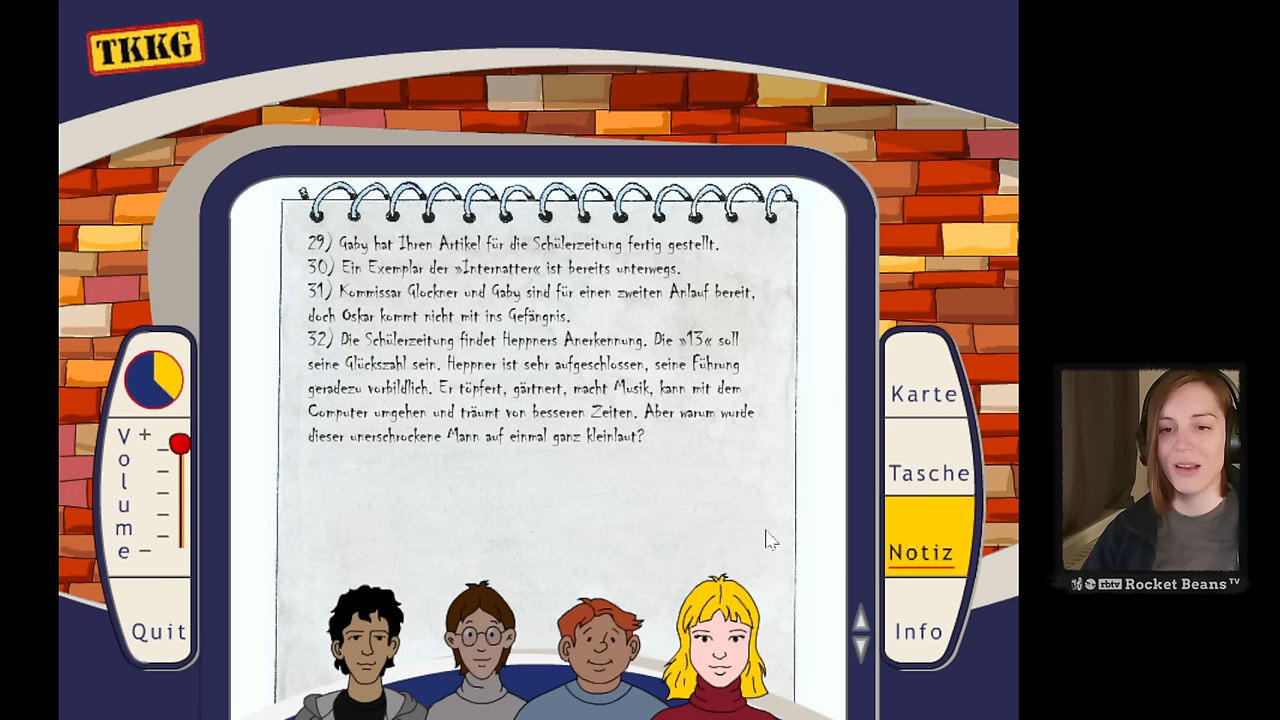 TKKG
29) Gaby hat Ihren Artikel für die Schülerzeitung fertig gestellt.
30) Ein Exemplar der »Internatter« ist bereits unterwegs.
31) Kommissar Glockner und Gaby sind für einen zweiten Anlauf bereit,
doch Oskar kommt nicht mit ins Gefängnis.
32) Die Schülerzeitung findet Heppners Anerkennung. Die »13« soll
seine Glückszahl sein. Heppner ist sehr aufgeschlossen, seine Führung
geradezu vorbildlich. Er töpfert, gärtnert, macht Musik, kann mit dem
Computer umgehen und träumt von besseren Zeiten. Aber warum wurde
dieser unerschrockene Mann auf einmal ganz kleinlaut?
Volume
+
−
Quit
Karte
Tasche
Notiz
Info
rbtv Rocket Beans TV